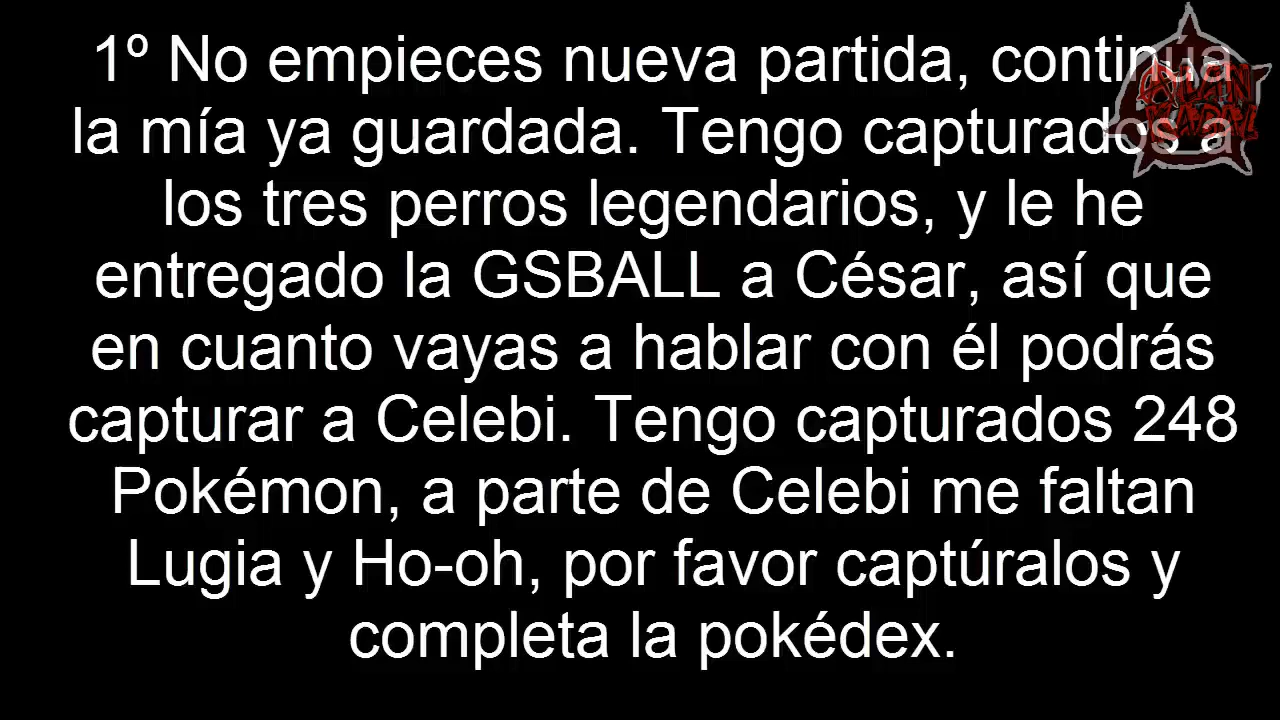 1º No empieces nueva partida, continúa
la mía ya guardada. Tengo capturados a
los tres perros legendarios, y le he
entregado la GSBALL a César, así que
en cuanto vayas a hablar con él podrás
capturar a Celebi. Tengo capturados 248
Pokémon, a parte de Celebi me faltan
Lugia y Ho-oh, por favor captúralos y
completa la pokédex.